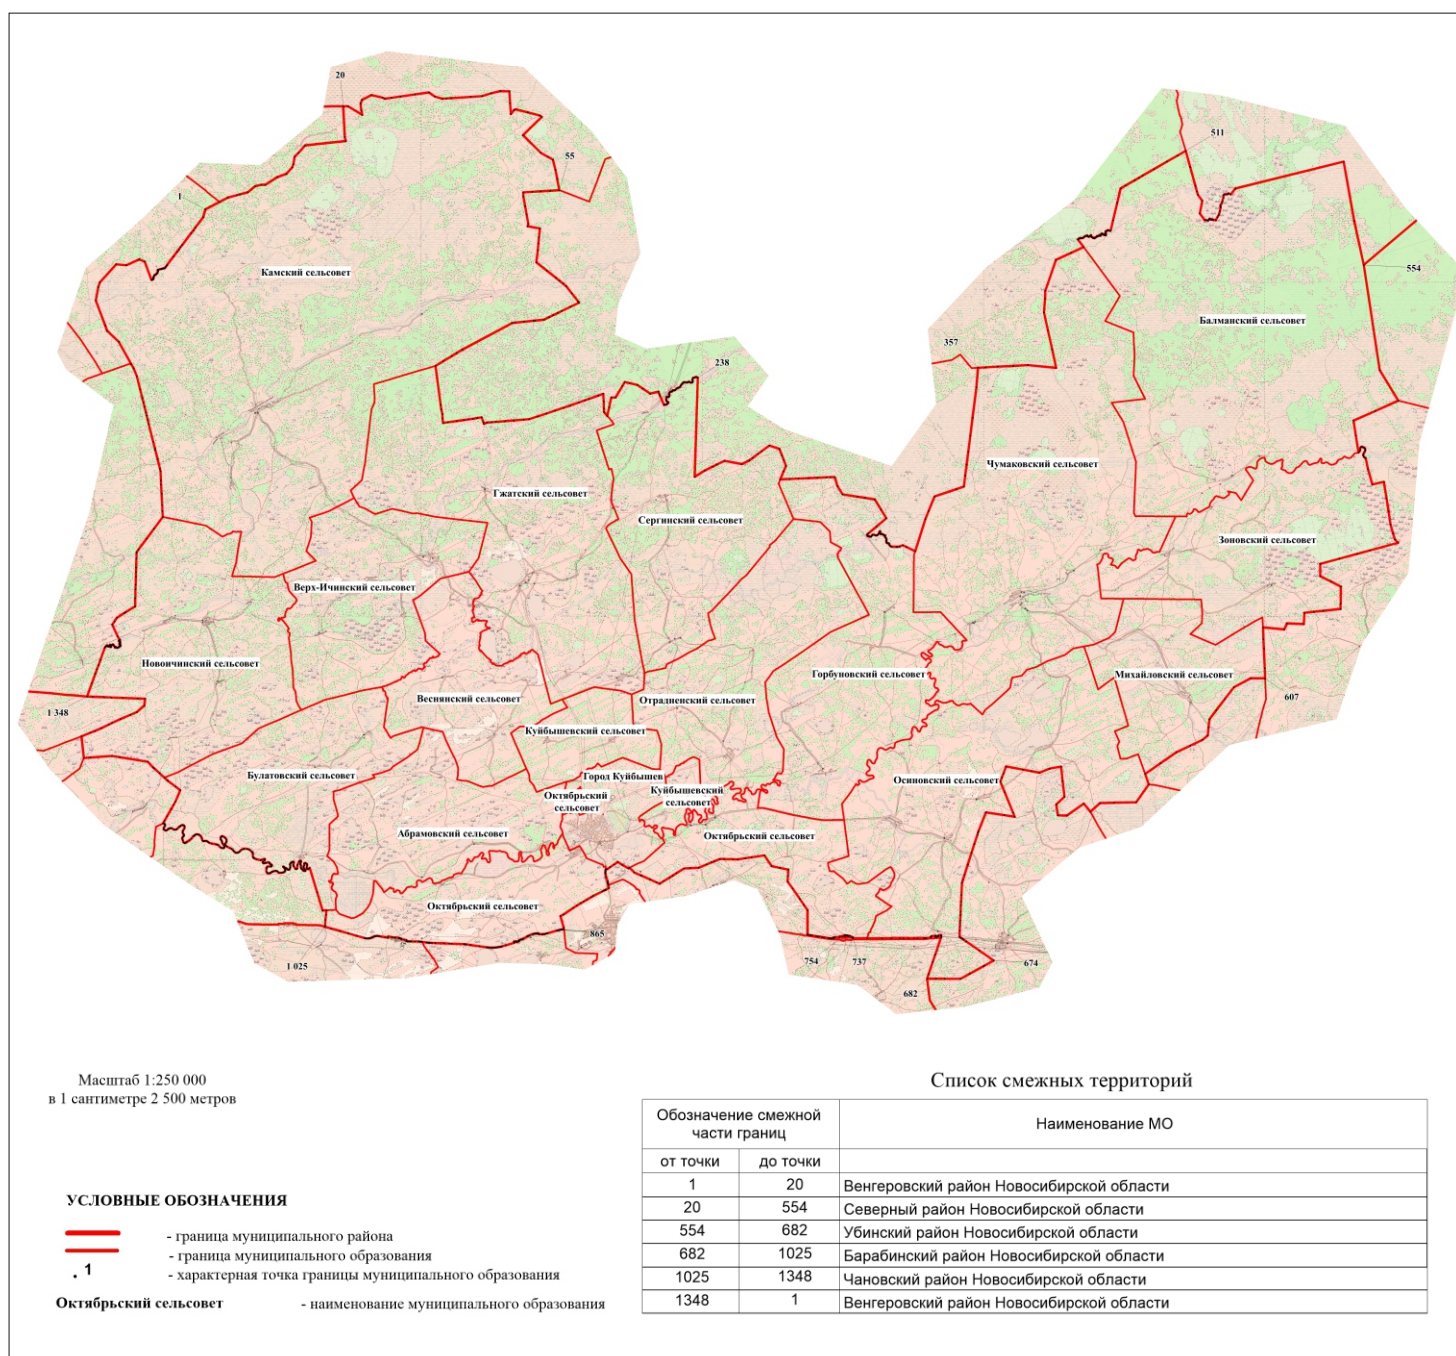 20
511
55
1
Камский сельсовет
554
Балманский сельсовет
357
238
Чумаковский сельсовет
Гжатский сельсовет
Сергинский сельсовет
Зоновский сельсовет
Верх-Ичинский сельсовет
Новоичинский сельсовет
Горбуновский сельсовет
Михайловский сельсовет
Веснянский сельсовет
Отрадненский сельсовет
607
1 348
Куйбышевский сельсовет
Булатовский сельсовет
Город Куйбышев
Осиновский сельсовет
Куйбышевский
сельсовет
Октябрьский
сельсовет
Абрамовский сельсовет
Октябрьский сельсовет
Октябрьский сельсовет
865
1 025
754
737
674
682
Масштаб 1:250 000
в 1 сантиметре 2 500 метров
Список смежных территорий
Обозначение смежной
части границ
Наименование МО
от точки до точки
1 20 Венгеровский район Новосибирской области
20 554 Северный район Новосибирской области
554 682 Убинский район Новосибирской области
682 1025 Барабинский район Новосибирской области
1025 1348 Чановский район Новосибирской области
1348 1 Венгеровский район Новосибирской области
УСЛОВНЫЕ ОБОЗНАЧЕНИЯ
- граница муниципального района
- граница муниципального образования
. 1 - характерная точка границы муниципального образования
Октябрьский сельсовет - наименование муниципального образования